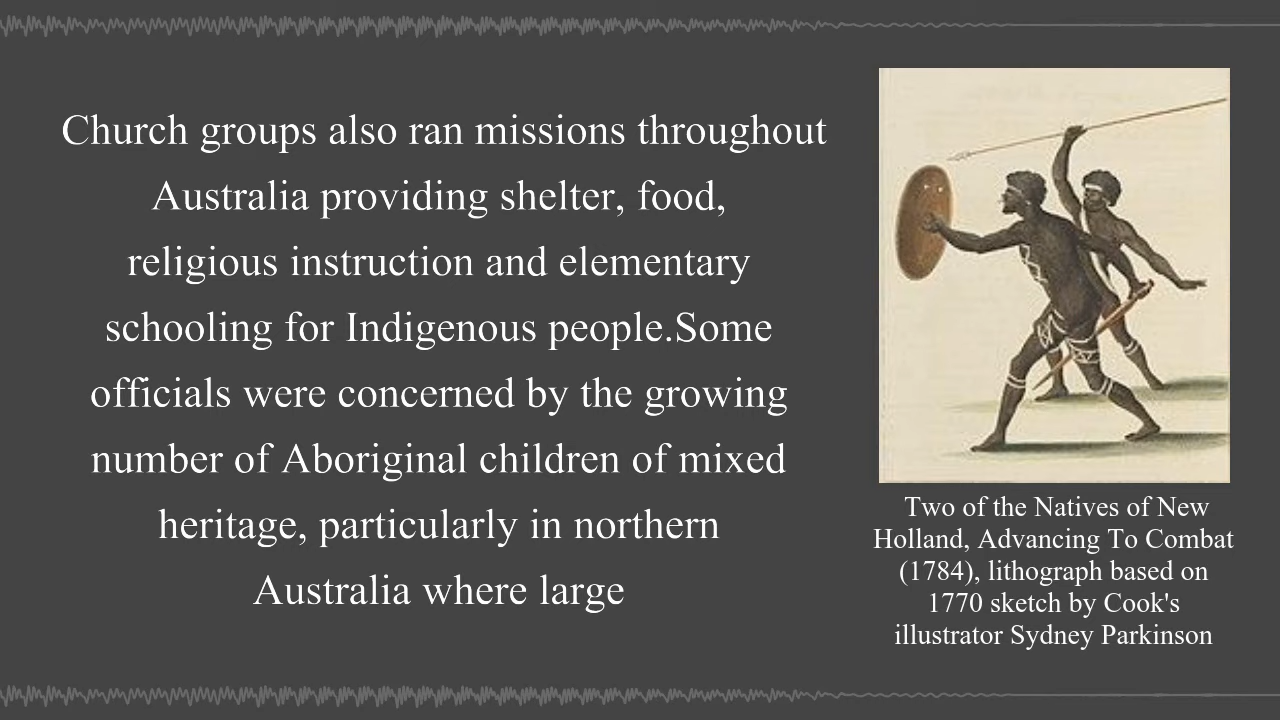 Church groups also ran missions throughout
Australia providing shelter, food,
religious instruction and elementary
schooling for Indigenous people.Some
officials were concerned by the growing
number of Aboriginal children of mixed
heritage, particularly in northern
Australia where large
Two of the Natives of New
Holland, Advancing To Combat
(1784), lithograph based on
1770 sketch by Cook's
illustrator Sydney Parkinson